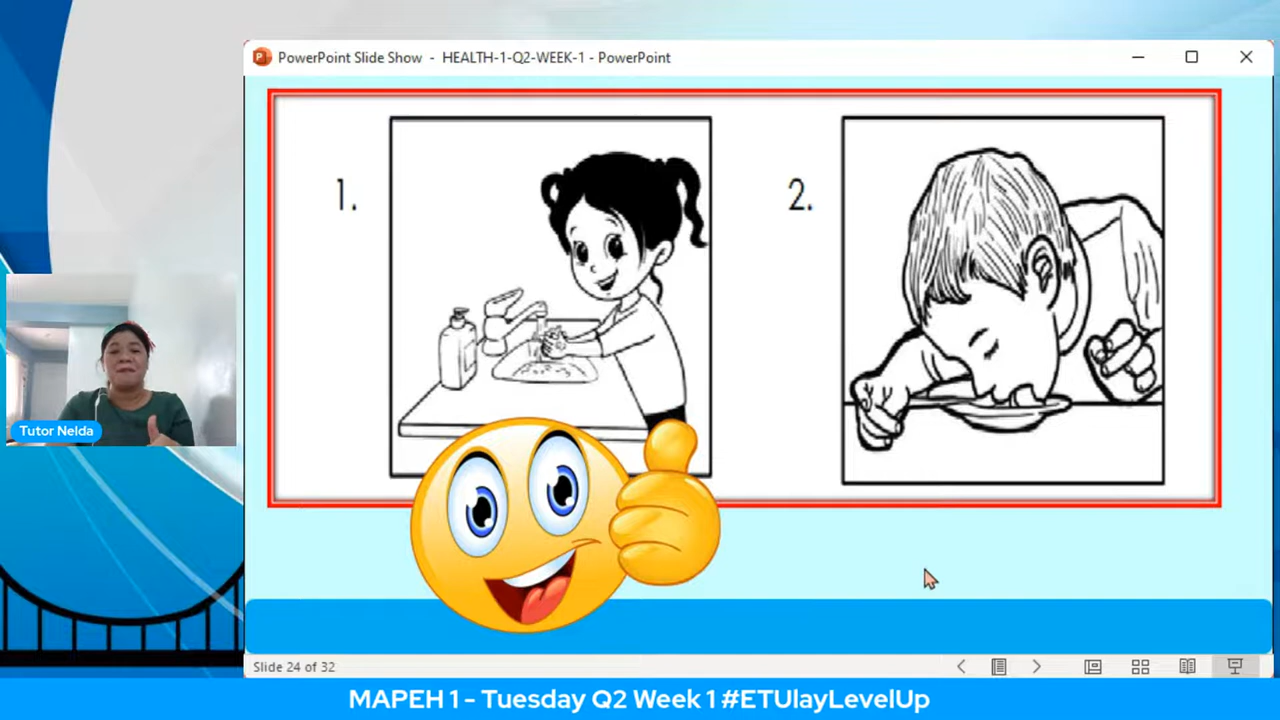 PowerPoint Slide Show - HEALTH-1-Q2-WEEK-1 - PowerPoint
1.
2.
Tutor Nelda
Slide 24 of 32
MAPEH 1 - Tuesday Q2 Week 1 #ETUlayLevelUp